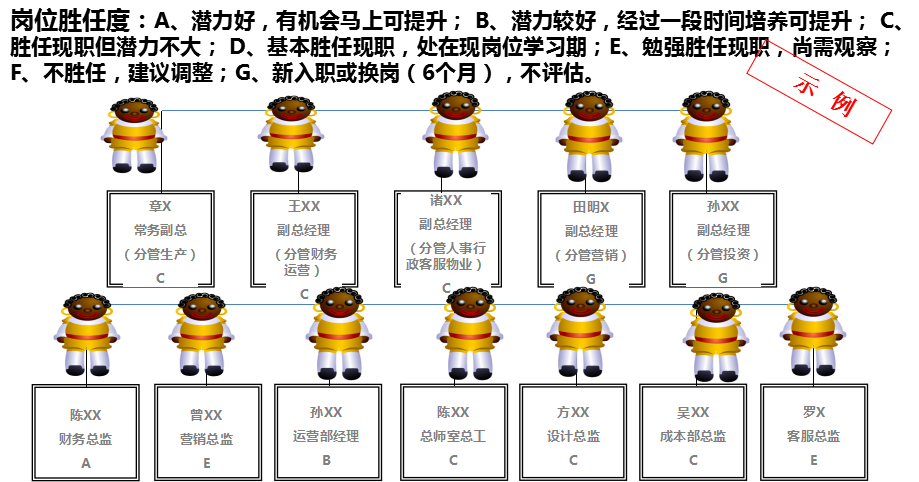 岗位胜任度：A、潜力好，有机会马上可提升； B、潜力较好，经过一段时间培养可提升； C、
胜任现职但潜力不大； D、基本胜任现职，处在现岗位学习期；E、勉强胜任现职，尚需观察；
F、不胜任，建议调整；G、新入职或换岗（6个月），不评估。
示 例
章X
常务副总
（分管生产）
C
王XX
副总经理
（分管财务
运营）
C
诸XX
副总经理
（分管人事行
政客服物业）
C
田明X
副总经理
（分管营销）
G
孙XX
副总经理
（分管投资）
G
陈XX
财务总监
A
曾XX
营销总监
E
孙XX
运营部经理
B
陈XX
总师室总工
C
方XX
设计总监
C
吴XX
成本部总监
C
罗X
客服总监
E